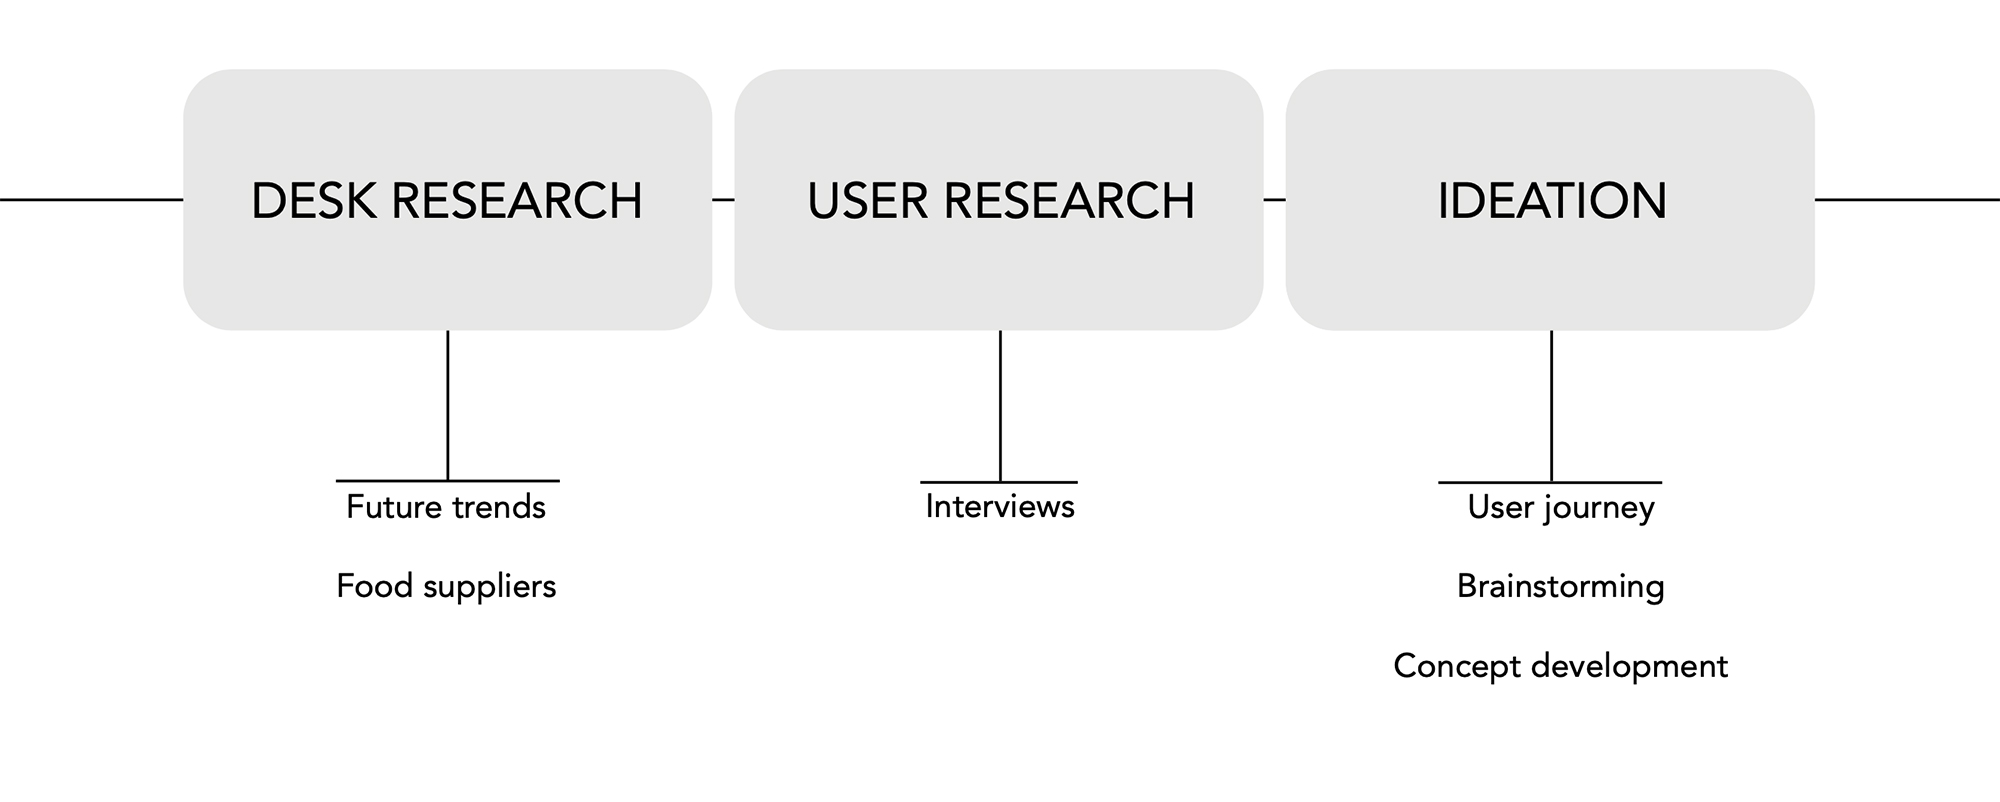 DESK RESEARCH
USER RESEARCH
IDEATION
Future trends
Food suppliers
Interviews
User journey
Brainstorming
Concept development